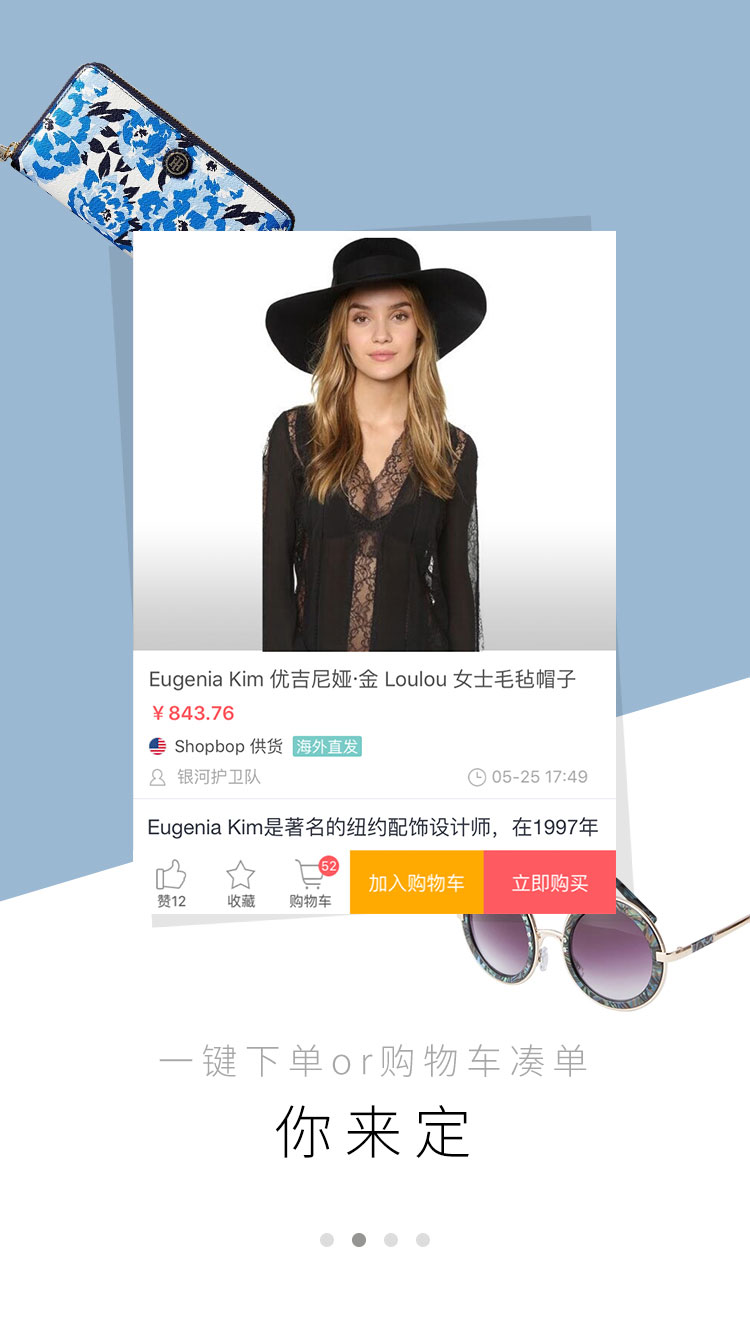 Eugenia Kim 优吉尼娅·金 Loulou 女士毛毡帽子
￥843.76
Shopbop 供货 海外直发
银河护卫队 05-25 17:49
Eugenia Kim是著名的纽约配饰设计师，在1997年
52
赞12 收藏 购物车 加入购物车 立即购买
一键下单or购物车凑单
你来定